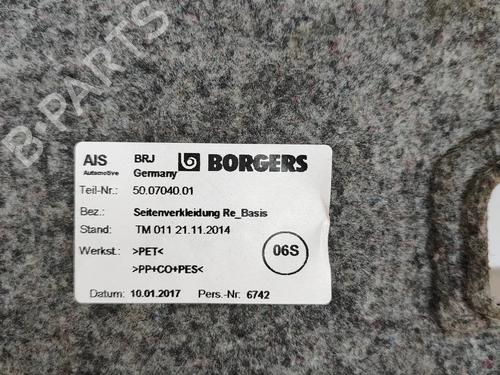 B-PARTS
AIS BRJ BORGERS
Automotive Germany
Teil-Nr.: 50.07040.01
Bez.: Seitenverkleidung Re_Basis
Stand: TM 011 21.11.2014
Werkst.: >PET< 06S
>PP+CO+PES<
Datum: 10.01.2017 Pers.-Nr. 6742